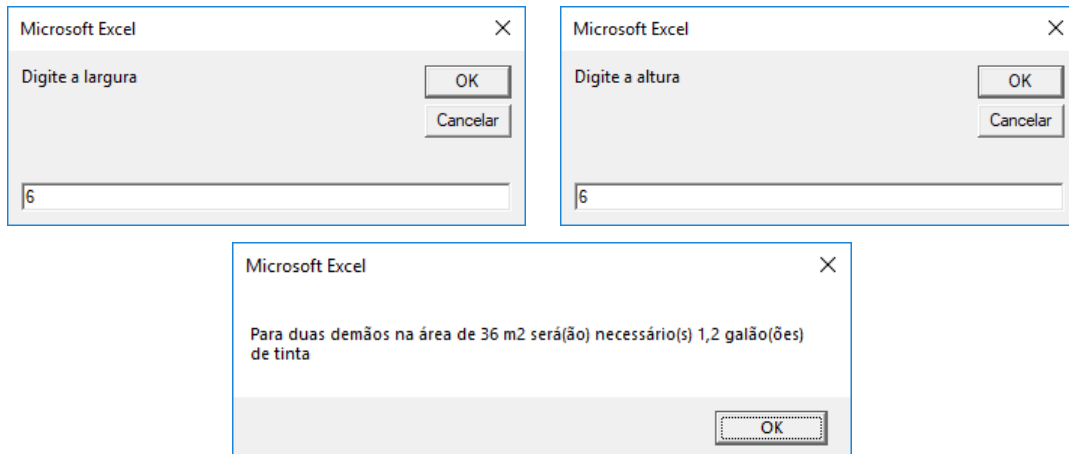 Microsoft Excel
Digite a largura
OK
Cancelar
6
Microsoft Excel
Digite a altura
OK
Cancelar
6
Microsoft Excel
Para duas demãos na área de 36 m2 será(ão) necessário(s) 1,2 galão(ões)
de tinta
OK